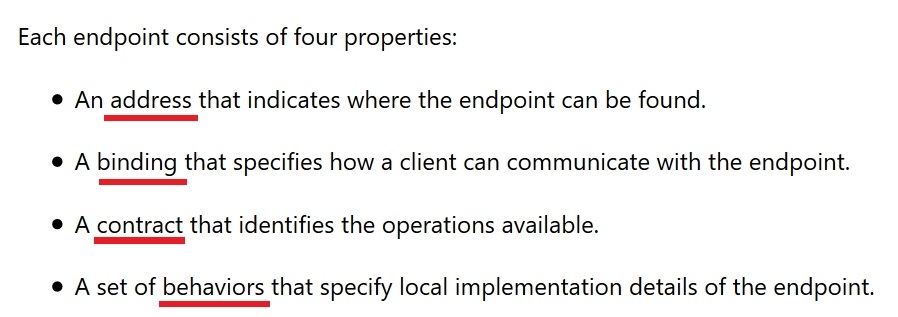 Each endpoint consists of four properties:
• An address that indicates where the endpoint can be found.
• A binding that specifies how a client can communicate with the endpoint.
• A contract that identifies the operations available.
• A set of behaviors that specify local implementation details of the endpoint.